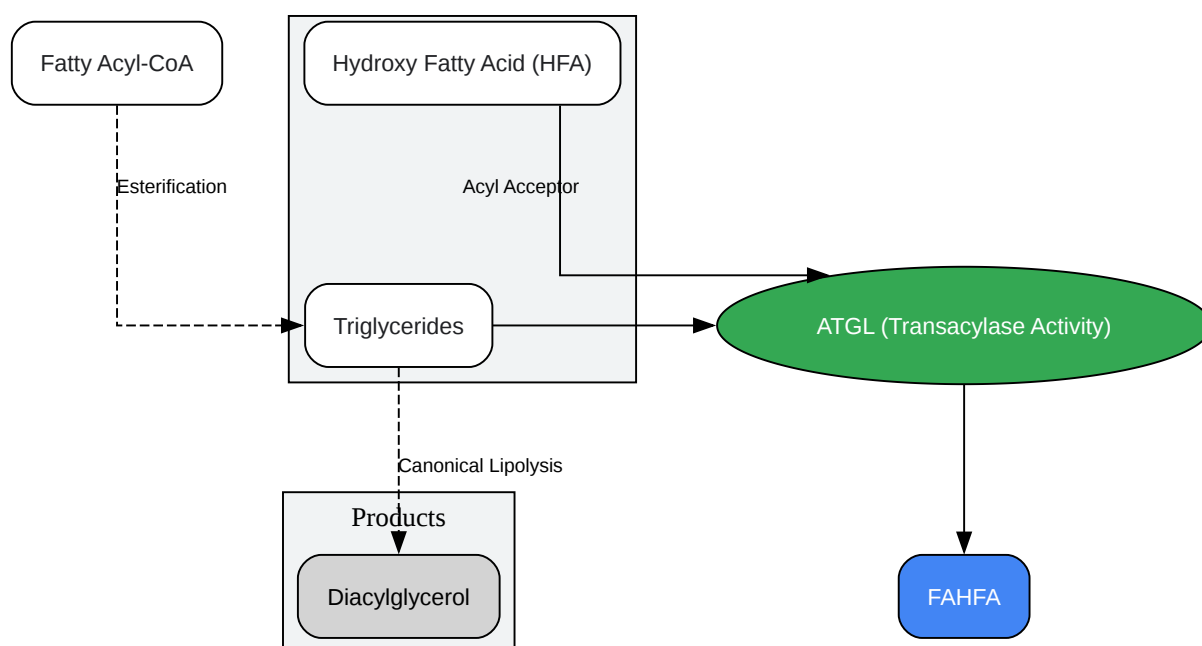 Fatty Acyl-CoA
Hydroxy Fatty Acid (HFA)
Esterification
Acyl Acceptor
Triglycerides
ATGL (Transacylase Activity)
Canonical Lipolysis
Products
Diacylglycerol
FAHFA